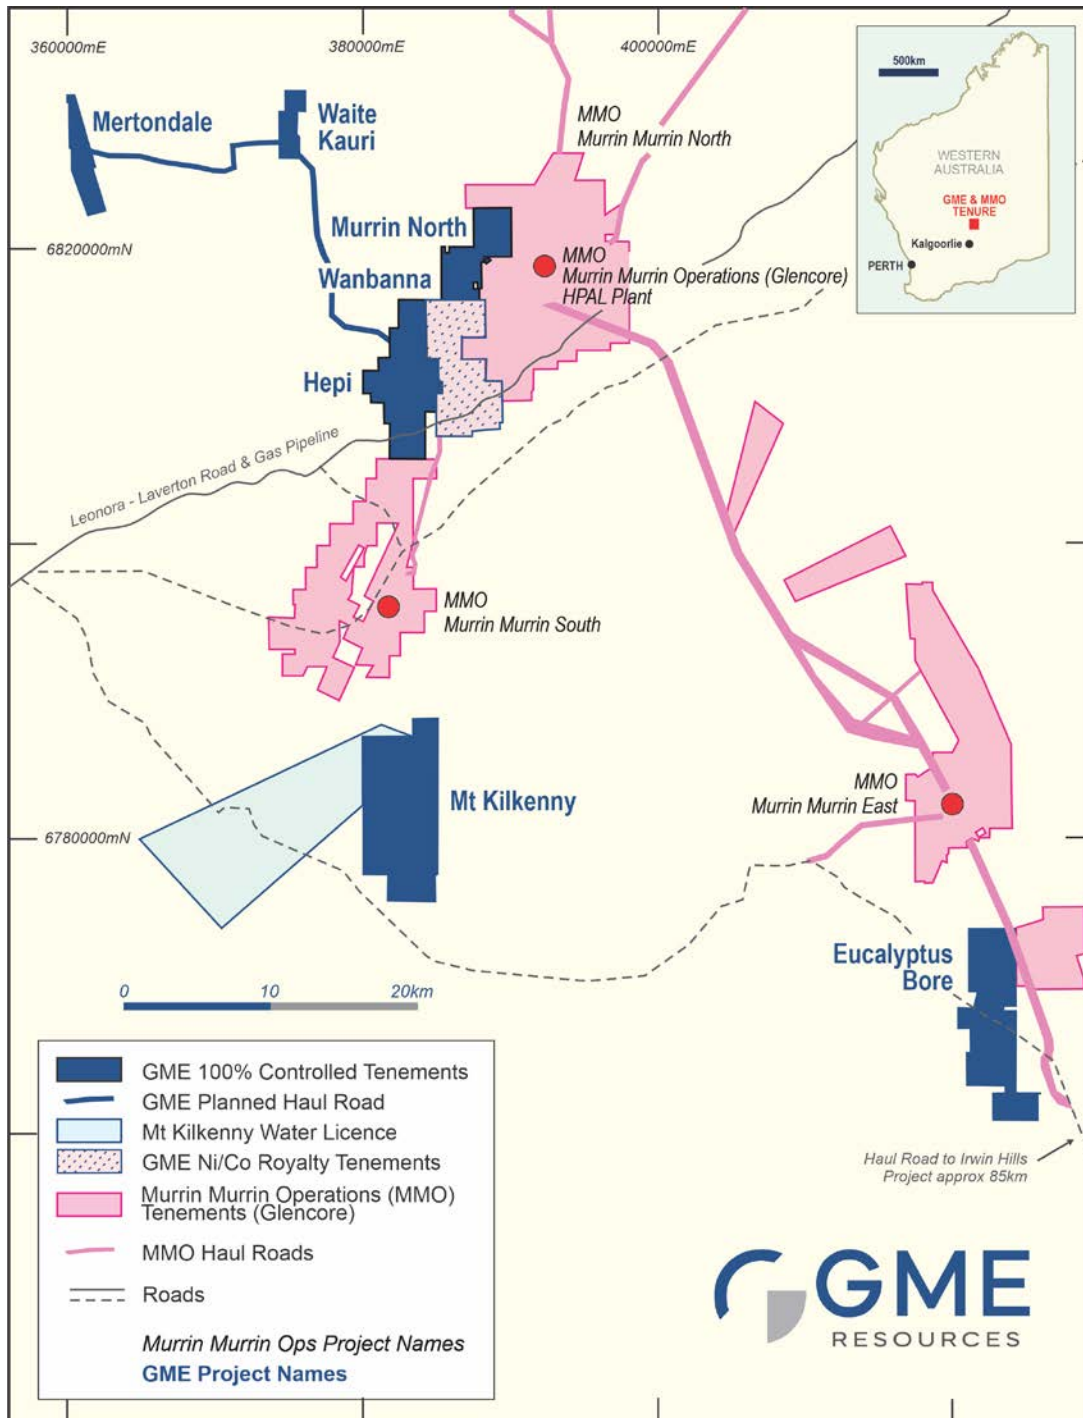 360000mE
380000mE
400000mE
500km
WESTERN
AUSTRALIA
GME & MMO
TENURE
Kalgoorlie
PERTH
Mertondale
Waite
Kauri
MMO
Murrin Murrin North
Murrin North
6820000mN
Wanbanna
MMO
Murrin Murrin Operations (Glencore)
HPAL Plant
Hepi
Leonora - Laverton Road & Gas Pipeline
MMO
Murrin Murrin South
Mt Kilkenny
MMO
Murrin Murrin East
6780000mN
Eucalyptus
Bore
0 10 20km
GME 100% Controlled Tenements
GME Planned Haul Road
Mt Kilkenny Water Licence
GME Ni/Co Royalty Tenements
Murrin Murrin Operations (MMO)
Tenements (Glencore)
MMO Haul Roads
Roads
Murrin Murrin Ops Project Names
GME Project Names
Haul Road to Irwin Hills
Project approx 85km
GME
RESOURCES